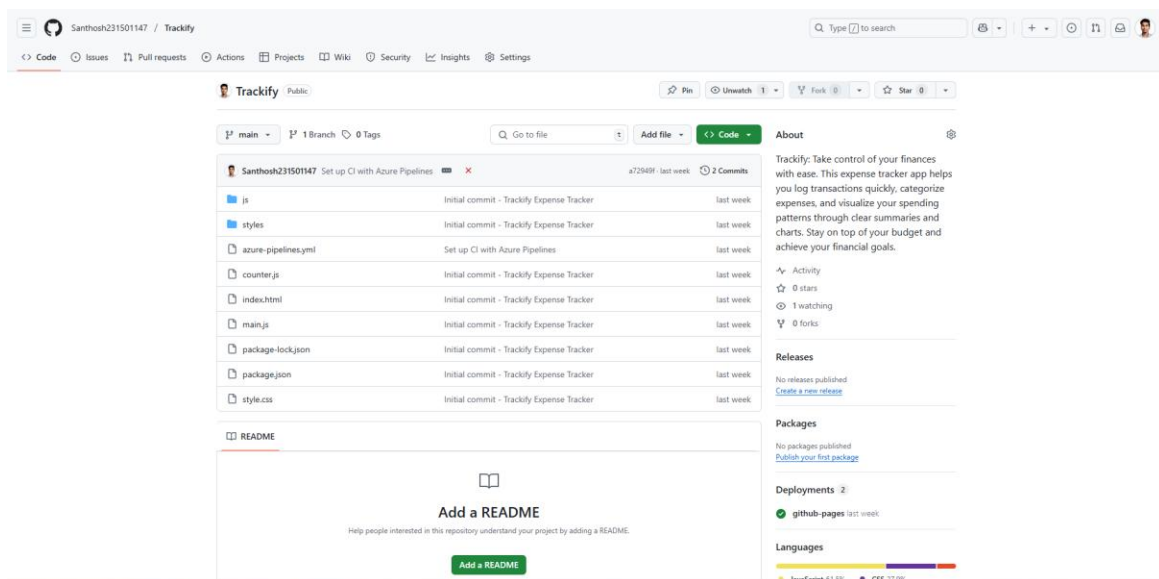 Santhosh231501147 / Trackify Type / to search
Code Issues Pull requests Actions Projects Wiki Security Insights Settings
Trackify Public Pin Unwatch 1 Fork 0 Star 0
main 1 Branch 0 Tags Go to file t Add file Code About
Santhosh231501147 Set up CI with Azure Pipelines a72949f · last week 2 Commits
js Initial commit - Trackify Expense Tracker last week
styles Initial commit - Trackify Expense Tracker last week
azure-pipelines.yml Set up CI with Azure Pipelines last week
counter.js Initial commit - Trackify Expense Tracker last week
index.html Initial commit - Trackify Expense Tracker last week
main.js Initial commit - Trackify Expense Tracker last week
package-lock.json Initial commit - Trackify Expense Tracker last week
package.json Initial commit - Trackify Expense Tracker last week
style.css Initial commit - Trackify Expense Tracker last week
README
Add a README
Help people interested in this repository understand your project by adding a README.
Add a README
Trackify: Take control of your finances
with ease. This expense tracker app helps
you log transactions quickly, categorize
expenses, and visualize your spending
patterns through clear summaries and
charts. Stay on top of your budget and
achieve your financial goals.
Activity
0 stars
1 watching
0 forks
Releases
No releases published
Create a new release
Packages
No packages published
Publish your first package
Deployments 2
github-pages last week
Languages